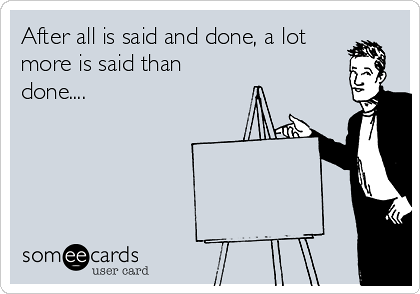 After all is said and done, a lot
more is said than
done....
someecards
user card